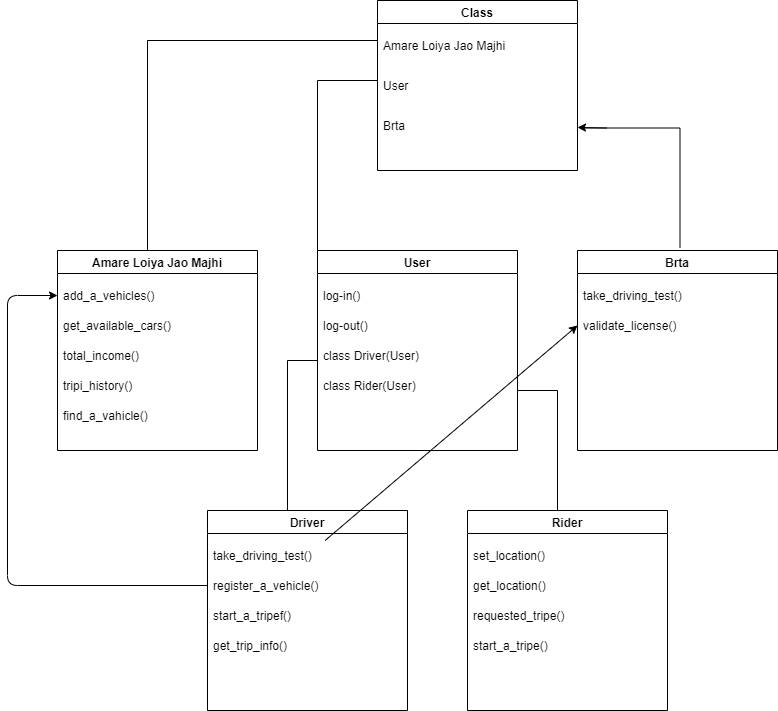 Class
Amare Loiya Jao Majhi
User
Brta
Amare Loiya Jao Majhi
add_a_vehicles()
get_available_cars()
total_income()
tripi_history()
find_a_vahicle()
User
log-in()
log-out()
class Driver(User)
class Rider(User)
Brta
take_driving_test()
validate_license()
Driver
take_driving_test()
register_a_vehicle()
start_a_tripef()
get_trip_info()
Rider
set_location()
get_location()
requested_tripe()
start_a_tripe()